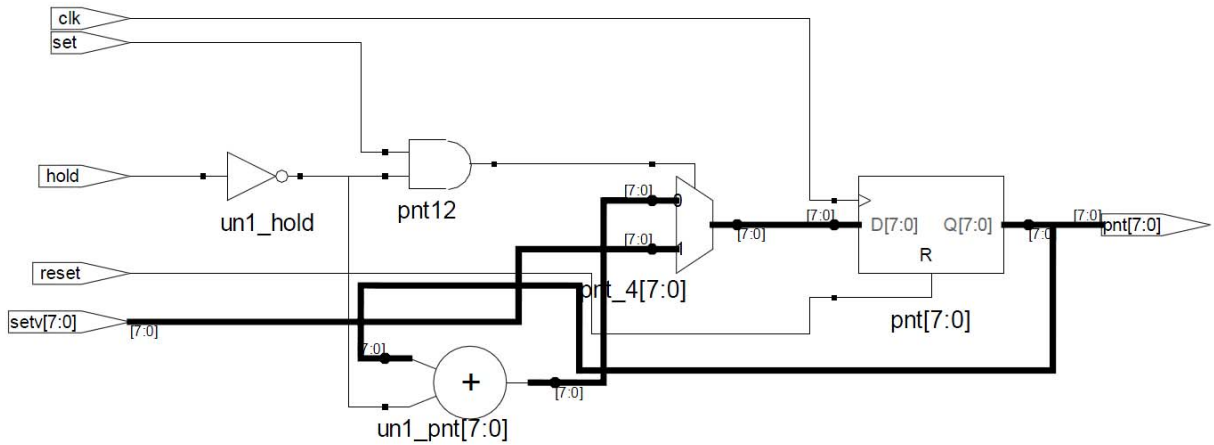 clk
set
hold
un1_hold
pnt12
[7:0]
0
[7:0]
1
[7:0]
pnt_4[7:0]
[7:0]
D[7:0]
Q[7:0]
R
pnt[7:0]
[7:0]
[7:0]
pnt[7:0]
reset
setv[7:0]
[7:0]
7:0]
+
[7:0]
un1_pnt[7:0]